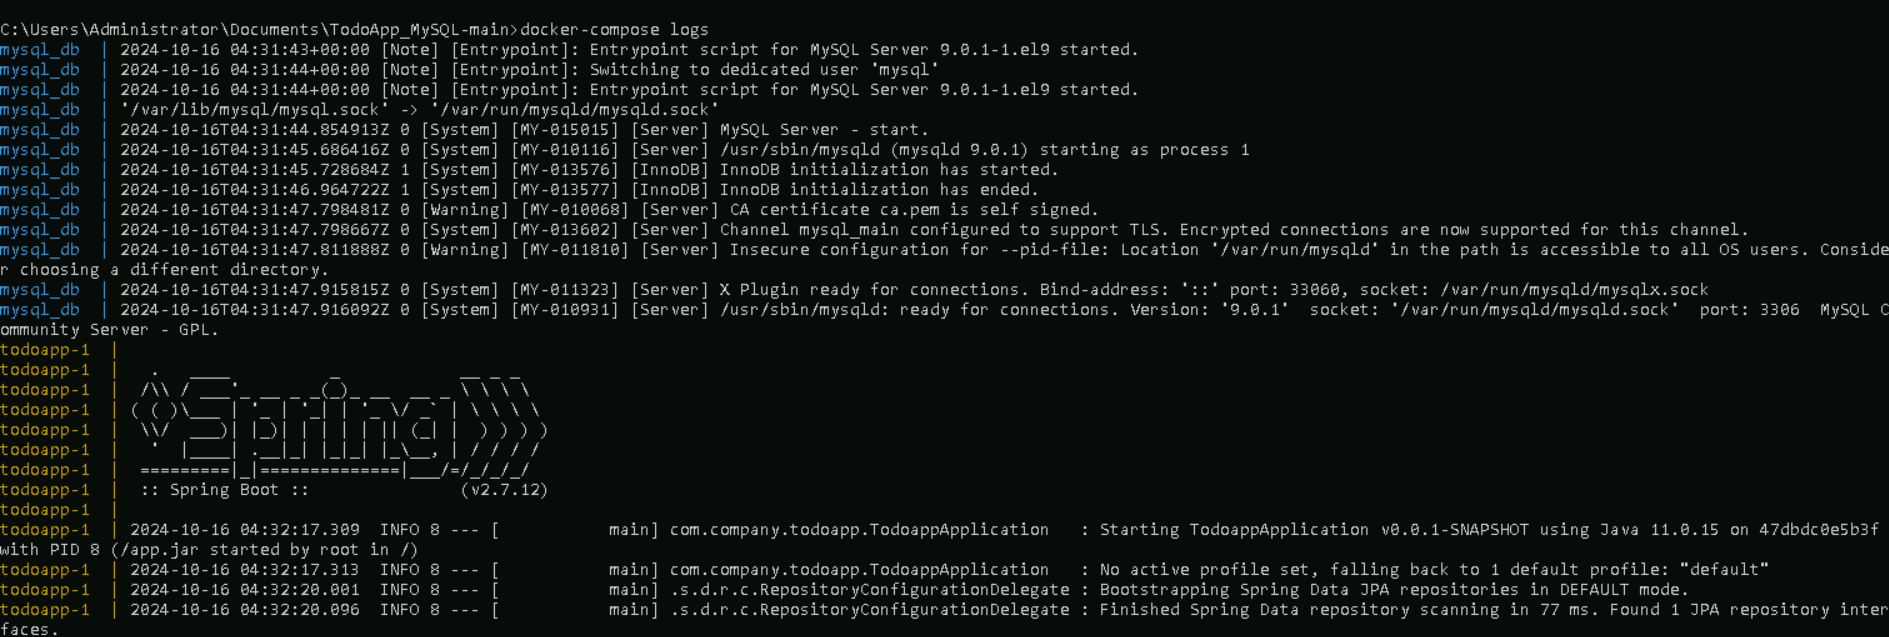 C:\Users\Administrator\Documents\TodoApp_MySQL-main>docker-compose logs
mysql_db  | 2024-10-16 04:31:43+00:00 [Note] [Entrypoint]: Entrypoint script for MySQL Server 9.0.1-1.el9 started.
mysql_db  | 2024-10-16 04:31:44+00:00 [Note] [Entrypoint]: Switching to dedicated user 'mysql'
mysql_db  | 2024-10-16 04:31:44+00:00 [Note] [Entrypoint]: Entrypoint script for MySQL Server 9.0.1-1.el9 started.
mysql_db  | '/var/lib/mysql/mysql.sock' -> '/var/run/mysqld/mysqld.sock'
mysql_db  | 2024-10-16T04:31:44.854913Z 0 [System] [MY-015015] [Server] MySQL Server - start.
mysql_db  | 2024-10-16T04:31:45.686416Z 0 [System] [MY-010116] [Server] /usr/sbin/mysqld (mysqld 9.0.1) starting as process 1
mysql_db  | 2024-10-16T04:31:45.728684Z 1 [System] [MY-013576] [InnoDB] InnoDB initialization has started.
mysql_db  | 2024-10-16T04:31:46.964722Z 1 [System] [MY-013577] [InnoDB] InnoDB initialization has ended.
mysql_db  | 2024-10-16T04:31:47.798481Z 0 [Warning] [MY-010068] [Server] CA certificate ca.pem is self signed.
mysql_db  | 2024-10-16T04:31:47.798667Z 0 [System] [MY-013602] [Server] Channel mysql_main configured to support TLS. Encrypted connections are now supported for this channel.
mysql_db  | 2024-10-16T04:31:47.811888Z 0 [Warning] [MY-011810] [Server] Insecure configuration for --pid-file: Location '/var/run/mysqld' in the path is accessible to all OS users. Conside
r choosing a different directory.
mysql_db  | 2024-10-16T04:31:47.915815Z 0 [System] [MY-011323] [Server] X Plugin ready for connections. Bind-address: '::' port: 33060, socket: /var/run/mysqld/mysqlx.sock
mysql_db  | 2024-10-16T04:31:47.916092Z 0 [System] [MY-010931] [Server] /usr/sbin/mysqld: ready for connections. Version: '9.0.1'  socket: '/var/run/mysqld/mysqld.sock'  port: 3306  MySQL C
ommunity Server - GPL.
todoapp-1  |
todoapp-1  |   .   ____          _            __ _ _
todoapp-1  |  /\\ / ___'_ __ _ _(_)_ __  __ _ \ \ \ \
todoapp-1  | ( ( )\___ | '_ | '_| | '_ \/ _` | \ \ \ \
todoapp-1  |  \\/  ___)| |_)| | | | | || (_| |  ) ) ) )
todoapp-1  |   '  |____| .__|_| |_|_| |_\__, | / / / /
todoapp-1  |  =========|_|==============|___/=/_/_/_/
todoapp-1  |  :: Spring Boot ::               (v2.7.12)
todoapp-1  |
todoapp-1  | 2024-10-16 04:32:17.309  INFO 8 --- [           main] com.company.todoapp.TodoappApplication   : Starting TodoappApplication v0.0.1-SNAPSHOT using Java 11.0.15 on 47dbdc0e5b3f
with PID 8 (/app.jar started by root in /)
todoapp-1  | 2024-10-16 04:32:17.313  INFO 8 --- [           main] com.company.todoapp.TodoappApplication   : No active profile set, falling back to 1 default profile: "default"
todoapp-1  | 2024-10-16 04:32:20.001  INFO 8 --- [           main] .s.d.r.c.RepositoryConfigurationDelegate : Bootstrapping Spring Data JPA repositories in DEFAULT mode.
todoapp-1  | 2024-10-16 04:32:20.096  INFO 8 --- [           main] .s.d.r.c.RepositoryConfigurationDelegate : Finished Spring Data repository scanning in 77 ms. Found 1 JPA repository inter
faces.